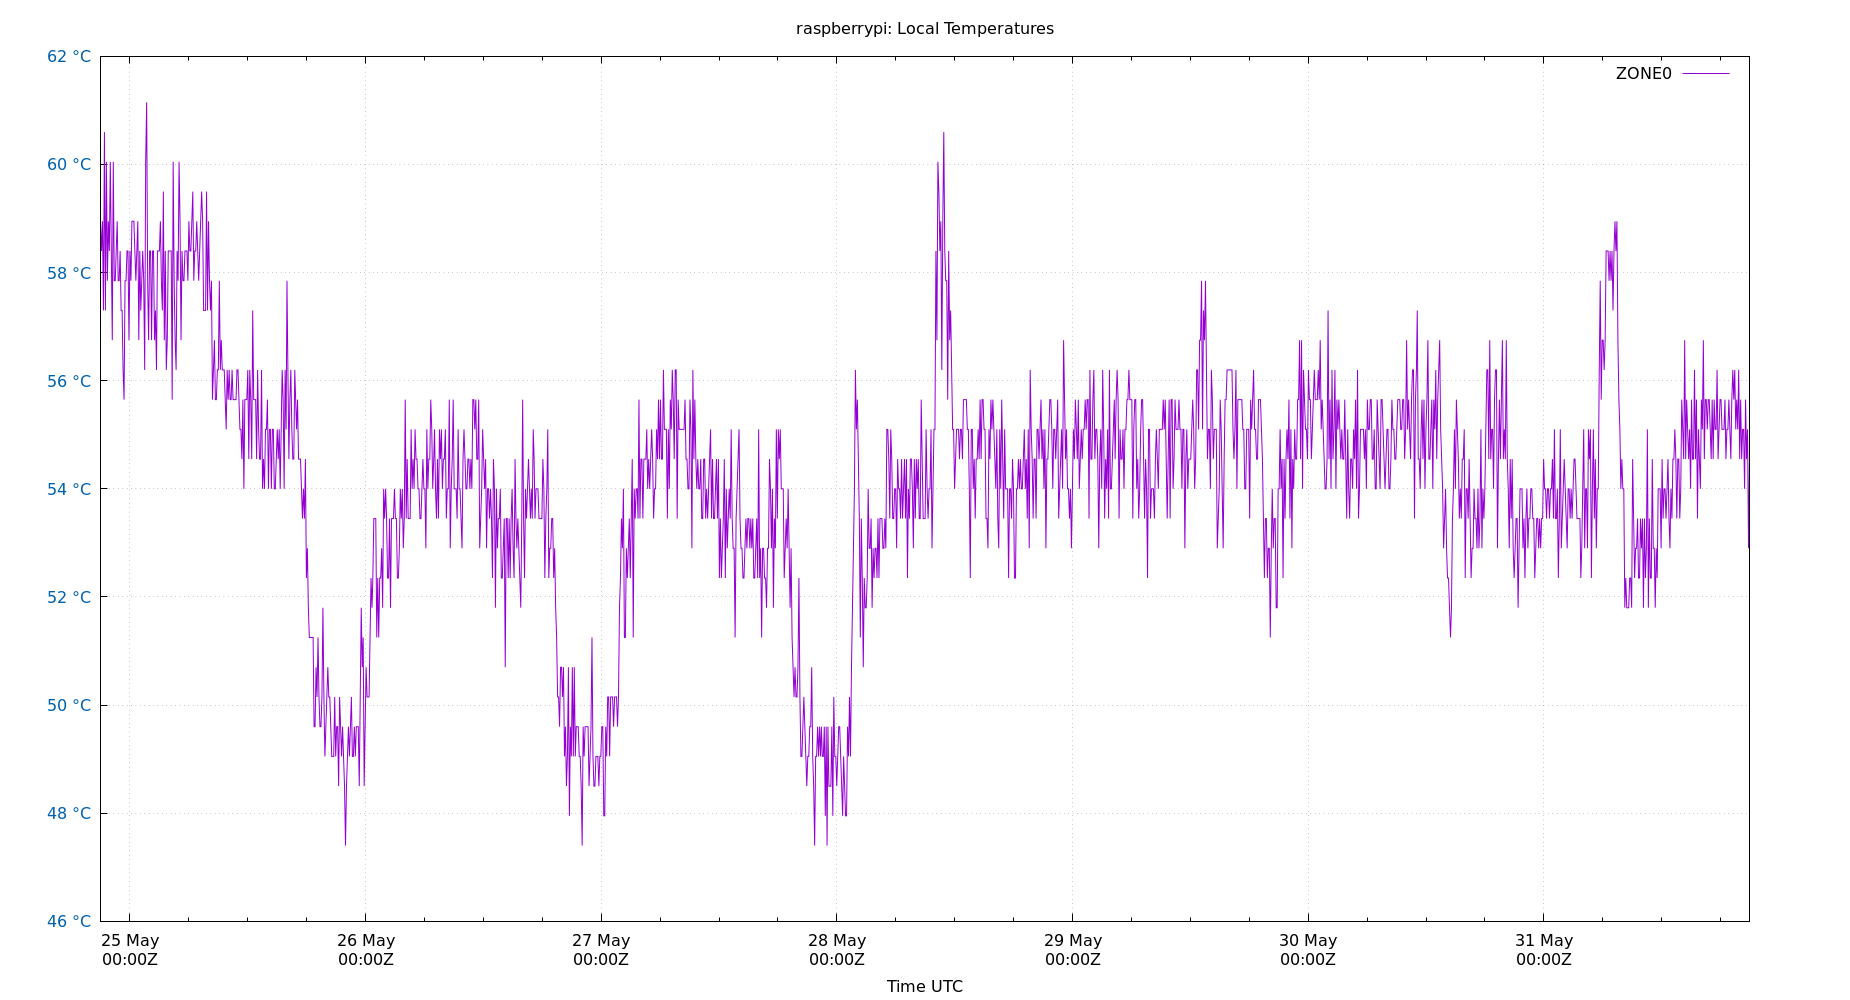 raspberrypi: Local Temperatures
62 °C
ZONE0
60 °C
58 °C
56 °C
54 °C
52 °C
50 °C
48 °C
46 °C
25 May 26 May 27 May 28 May 29 May 30 May 31 May
00:00Z 00:00Z 00:00Z 00:00Z 00:00Z 00:00Z 00:00Z
Time UTC